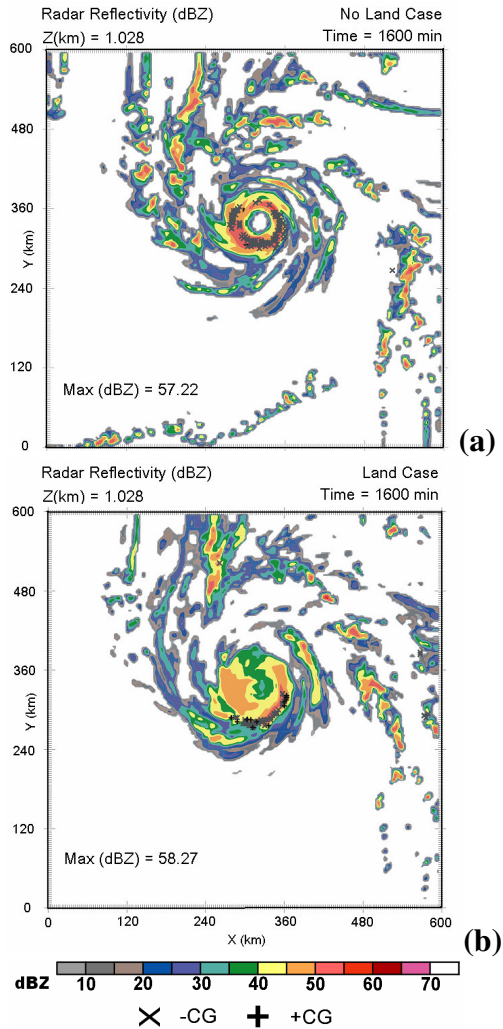 Radar Reflectivity (dBZ) No Land Case
Z(km) = 1.028 Time = 1600 min
600
480
360
240
120
0
Y (km)
Max (dBZ) = 57.22
(a)
Radar Reflectivity (dBZ) Land Case
Z(km) = 1.028 Time = 1600 min
600
480
360
240
120
0
Y (km)
Max (dBZ) = 58.27
0 120 240 360 480 600
X (km)
(b)
dBZ 10 20 30 40 50 60 70
-CG +CG